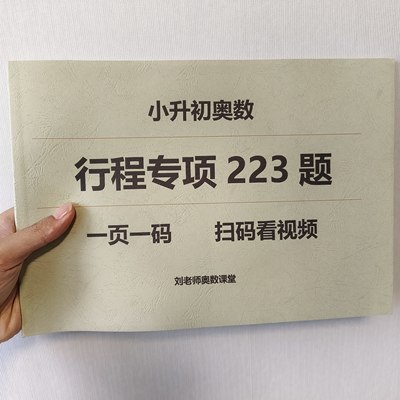 小升初奥数
行程专项 223 题
一页一码 扫码看视频
刘老师奥数课堂